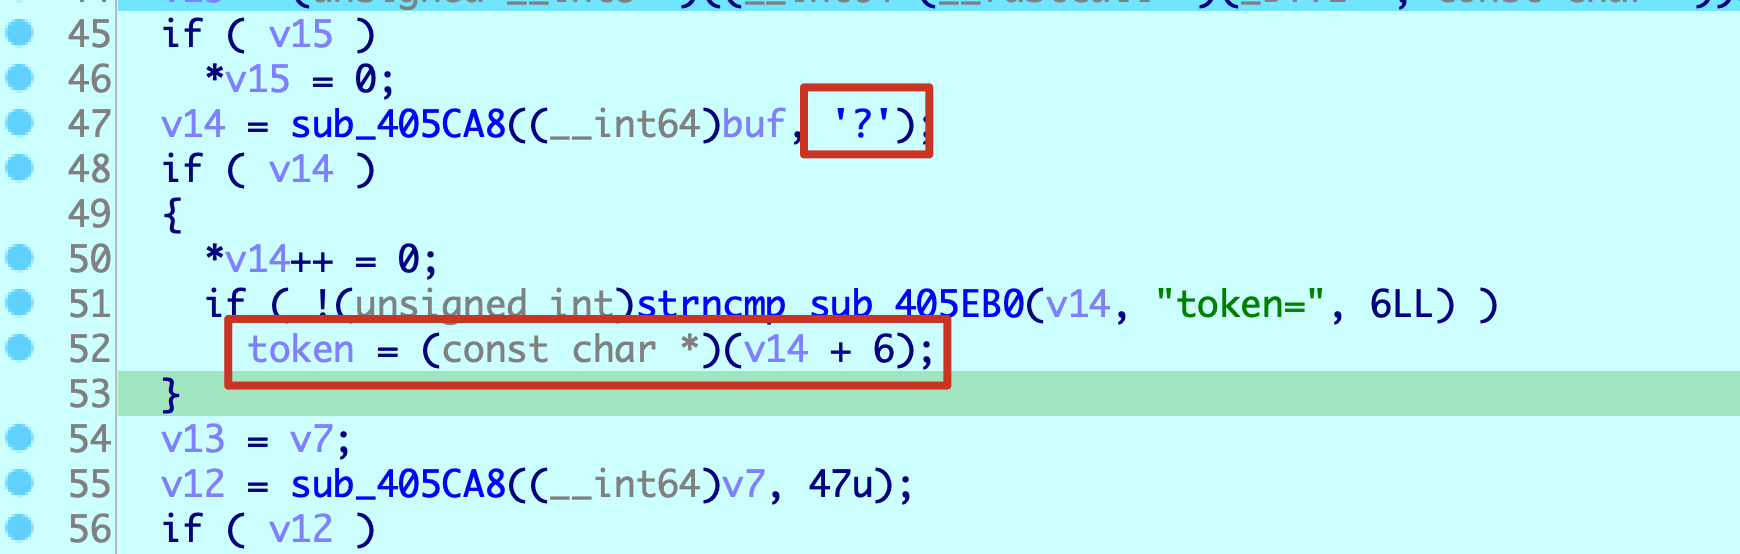 45 if ( v15 )
46 *v15 = 0;
47 v14 = sub_405CA8((__int64)buf, '?');
48 if ( v14 )
49 {
50 *v14++ = 0;
51 if ( !(unsigned int)strncmp_sub_405EB0(v14, "token=", 6LL) )
52 token = (const char *)(v14 + 6);
53 }
54 v13 = v7;
55 v12 = sub_405CA8((__int64)v7, 47u);
56 if ( v12 )